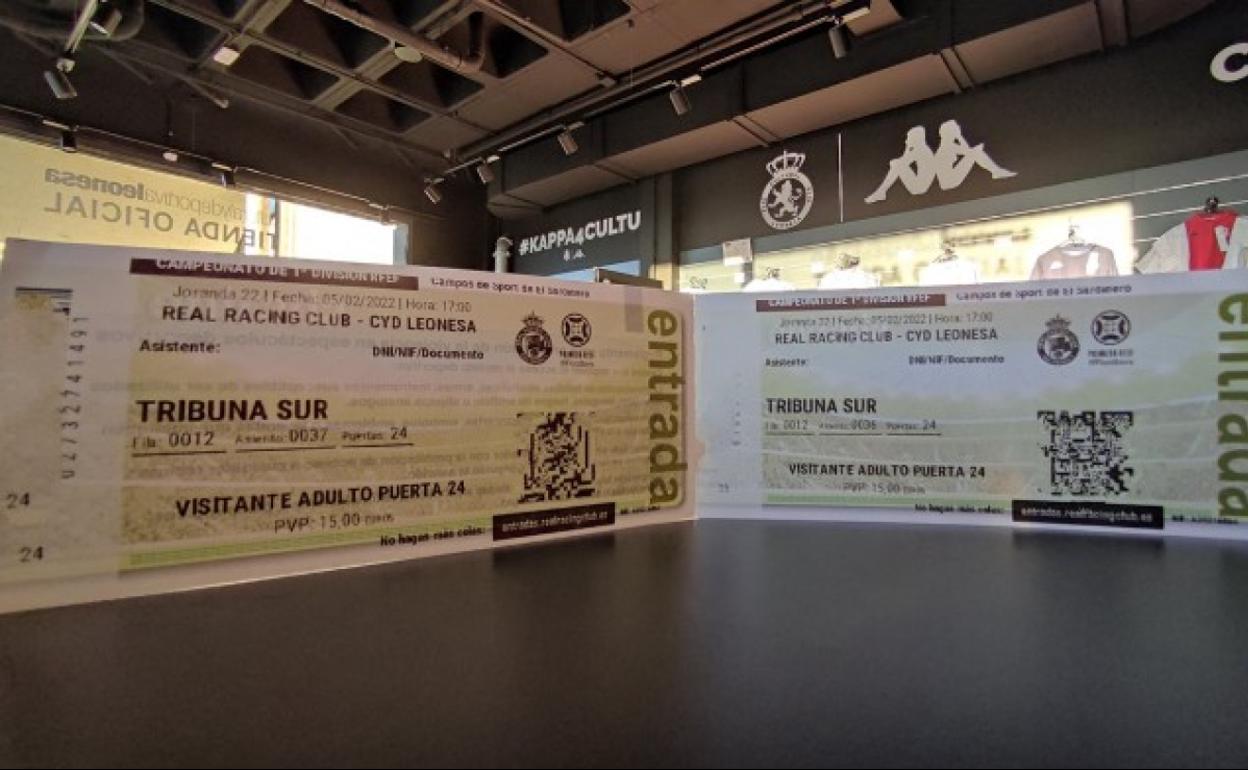 culturalydeportivaleonesa
TIENDA OFICIAL
#KAPPA4CULTU
C
CAMPEONATO DE 1ª DIVISIÓN RFEF
Campos de Sport de El Sardinero
Joranda 22 | Fecha: 05/02/2022 | Hora: 17:00
REAL RACING CLUB - CYD LEONESA
Asistente:
DNI/NIF/Documento
TRIBUNA SUR
Fila: 0012 Asiento: 0037 Puertas: 24
VISITANTE ADULTO PUERTA 24
PVP: 15,00 euros
No hagas más colas:
entradas.realracingclub.es
entrada
24
24
CAMPEONATO DE 1ª DIVISIÓN RFEF
Campos de Sport de El Sardinero
Joranda 22 | Fecha: 05/02/2022 | Hora: 17:00
REAL RACING CLUB - CYD LEONESA
Asistente:
DNI/NIF/Documento
TRIBUNA SUR
Fila: 0012 Asiento: 0036 Puertas: 24
VISITANTE ADULTO PUERTA 24
PVP: 15,00 euros
No hagas más colas:
entradas.realracingclub.es
entrada